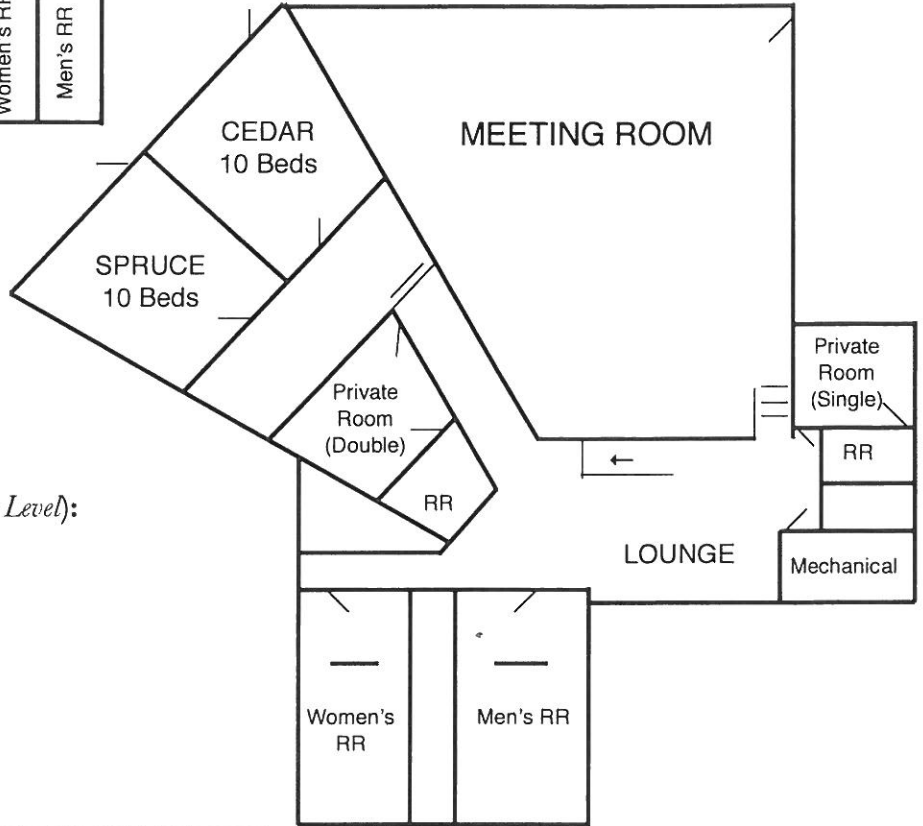 Women's RR
Men's RR
CEDAR
10 Beds
MEETING ROOM
SPRUCE
10 Beds
Private
Room
(Single)
Private
Room
(Double)
RR
RR
Level):
LOUNGE
Mechanical
Women's
RR
Men's RR